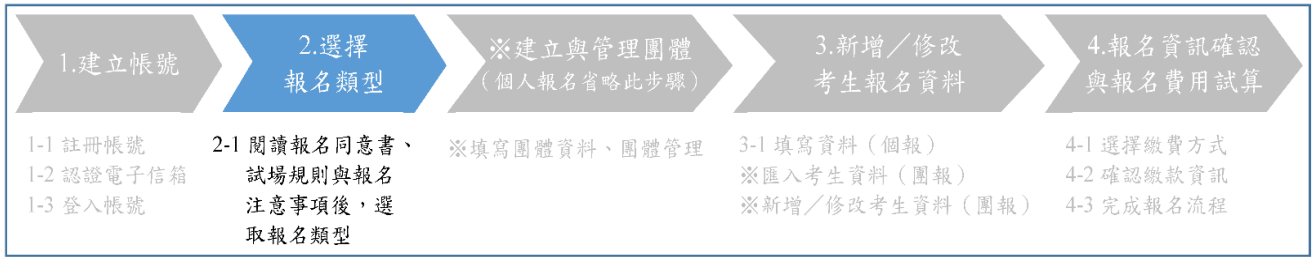 1.建立帳號
2.選擇
報名類型
※建立與管理團體
（個人報名省略此步驟）
3.新增／修改
考生報名資料
4.報名資訊確認
與報名費用試算
1-1 註冊帳號
1-2 認證電子信箱
1-3 登入帳號
2-1 閱讀報名同意書、
試場規則與報名
注意事項後，選
取報名類型
※填寫團體資料、團體管理
3-1 填寫資料（個報）
※匯入考生資料（團報）
※新增／修改考生資料（團報）
4-1 選擇繳費方式
4-2 確認繳款資訊
4-3 完成報名流程